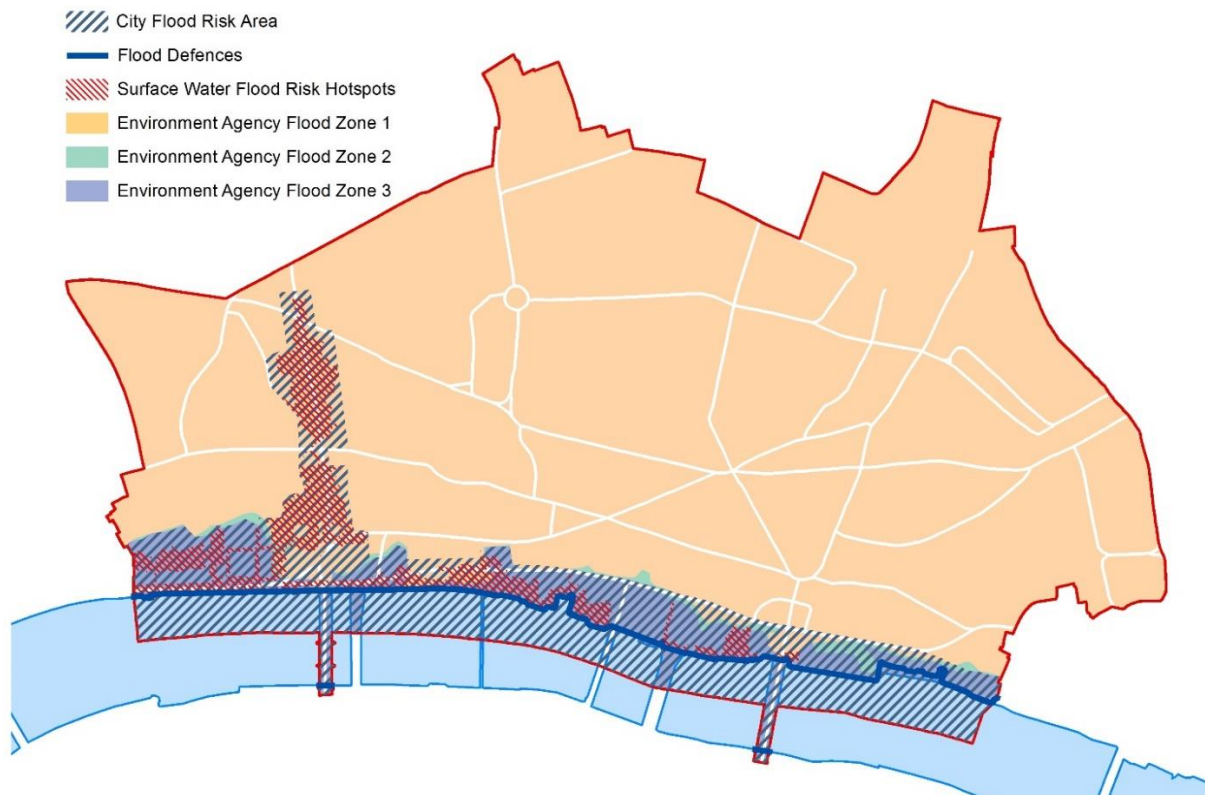 City Flood Risk Area
Flood Defences
Surface Water Flood Risk Hotspots
Environment Agency Flood Zone 1
Environment Agency Flood Zone 2
Environment Agency Flood Zone 3